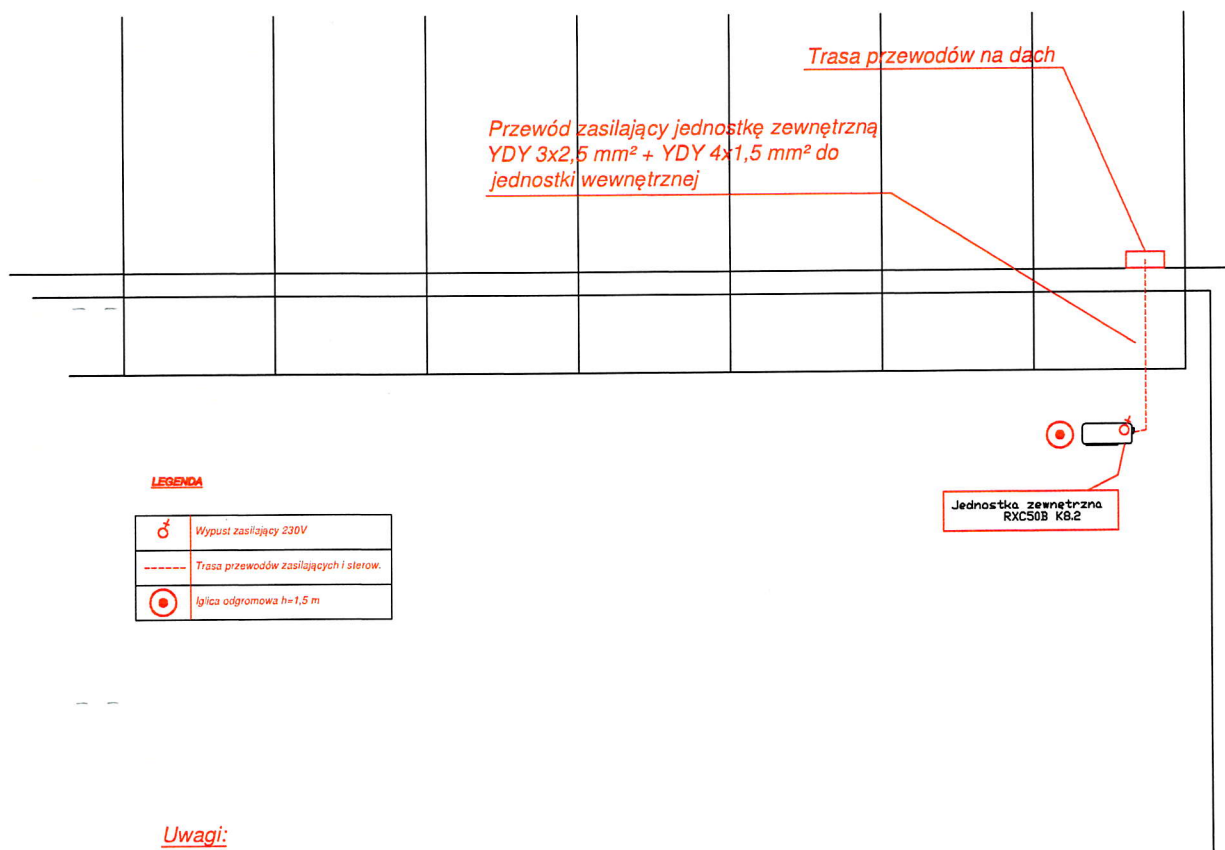 Trasa przewodów na dach
Przewód zasilający jednostkę zewnętrzną
YDY 3x2,5 mm² + YDY 4x1,5 mm² do
jednostki wewnętrznej
LEGENDA
Wypust zasilający 230V
Trasa przewodów zasilających i sterow.
Iglica odgromowa h=1,5 m
Jednostka zewnętrzna
RXC50B K8.2
Uwagi: